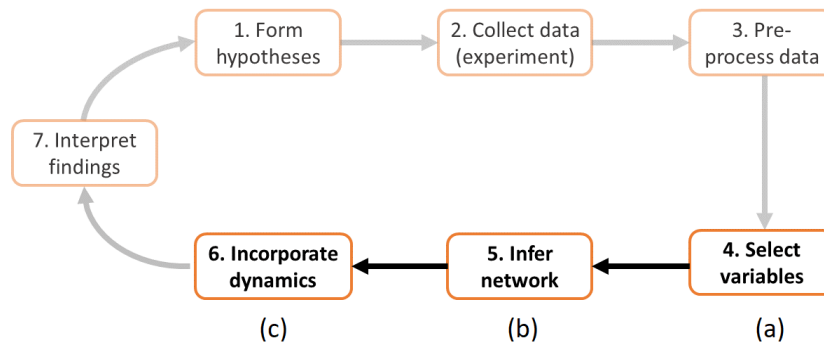 1. Form
hypotheses
2. Collect data
(experiment)
3. Pre-
process data
7. Interpret
findings
6. Incorporate
dynamics
5. Infer
network
4. Select
variables
(c)
(b)
(a)